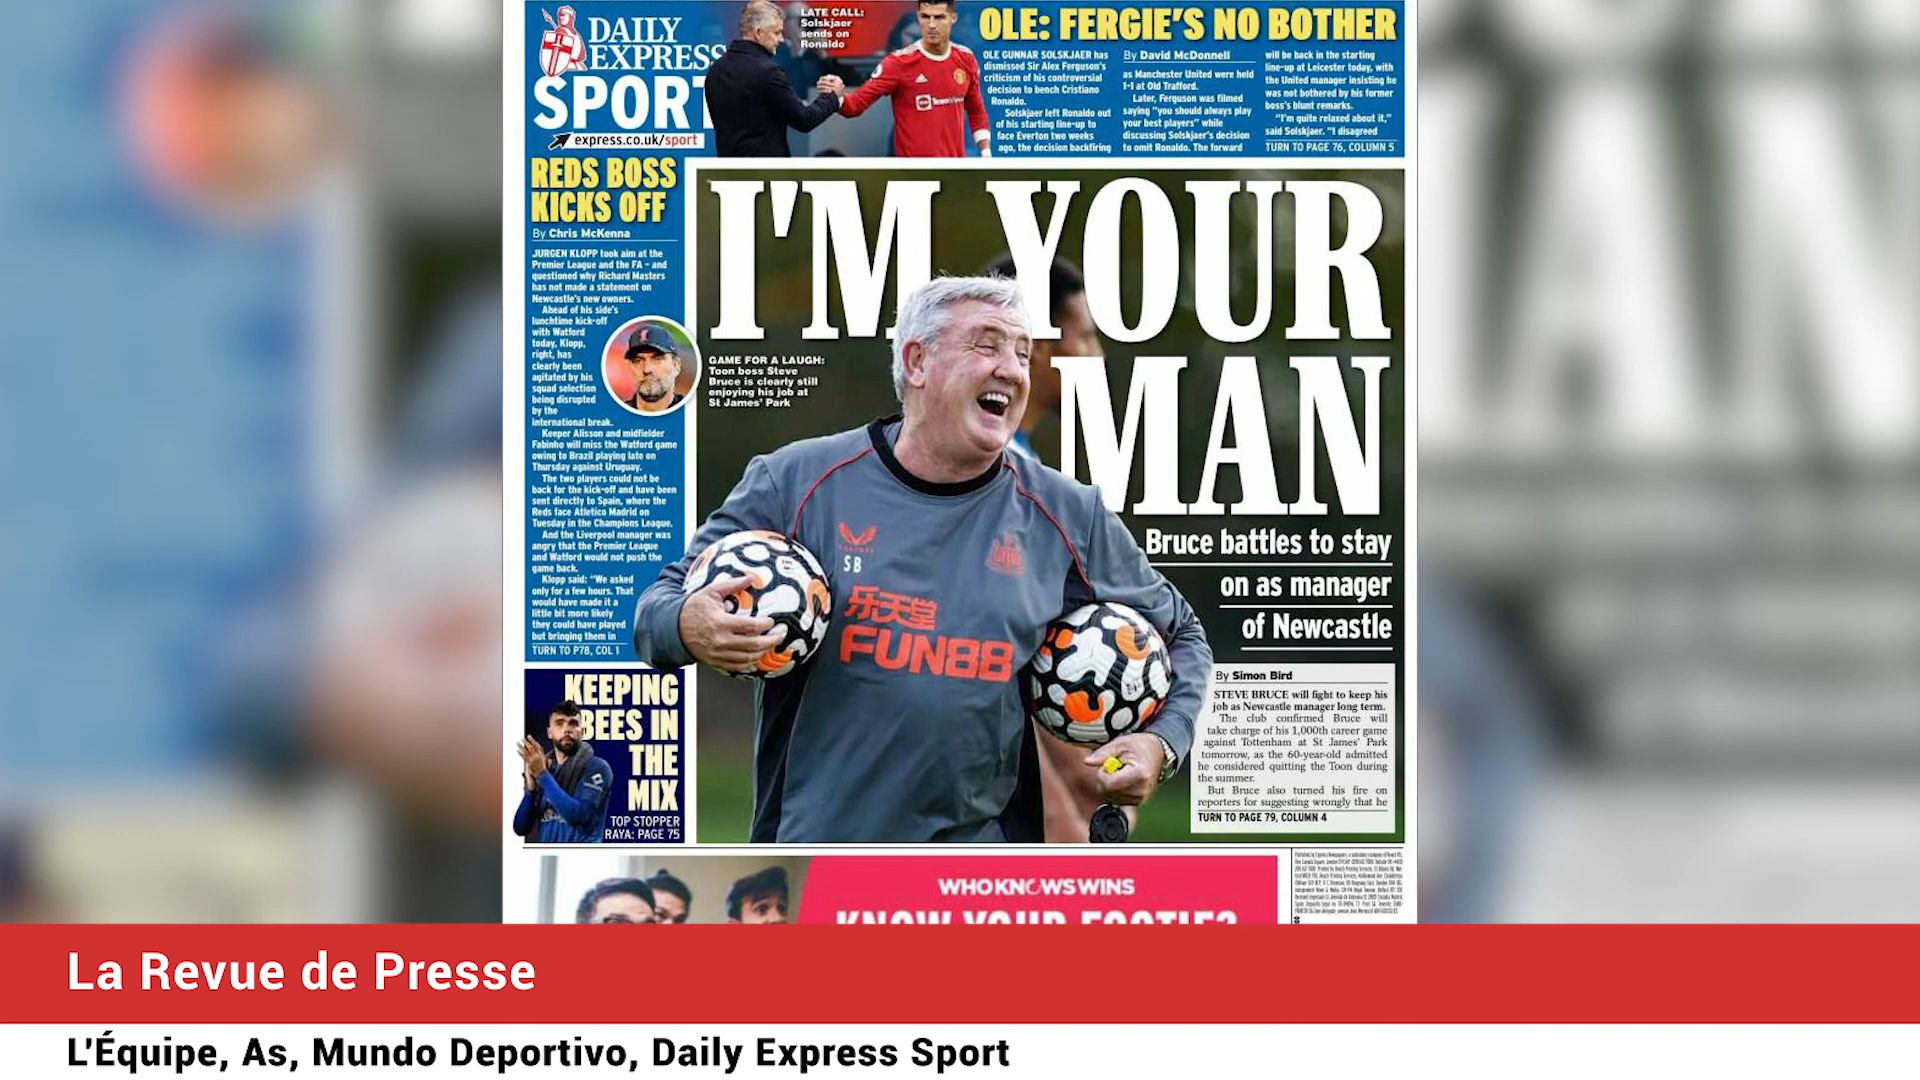 DAILY
EXPRESS
SPORT
express.co.uk/sport
LATE CALL:
Solskjaer
sends on
Ronaldo
OLE: FERGIE'S NO BOTHER
OLE GUNNAR SOLSKJAER has
dismissed Sir Alex Ferguson's
criticism of his controversial
decision to bench Cristiano
Ronaldo.
Solskjaer left Ronaldo out
of his starting line-up to
face Everton two weeks
ago, the decision backfiring
By David McDonnell
as Manchester United were held
1-1 at Old Trafford.
Later, Ferguson was filmed
saying "you should always play
your best players" while
discussing Solskjaer's decision
to omit Ronaldo. The forward
will be back in the starting
line-up at Leicester today, with
the United manager insisting he
was not bothered by his former
boss's blunt remarks.
"I'm quite relaxed about it,"
said Solskjaer. "I disagreed
TURN TO PAGE 76, COLUMN 5
REDS BOSS
KICKS OFF
By Chris McKenna
JURGEN KLOPP took aim at the
Premier League and the FA – and
questioned why Richard Masters
has not made a statement on
Newcastle's new owners.
Ahead of his side's
lunchtime kick-off
with Watford
today, Klopp,
right, has
clearly been
agitated by his
squad selection
being disrupted
by the
international break.
Keeper Alisson and midfielder
Fabinho will miss the Watford game
owing to Brazil playing late on
Thursday against Uruguay.
The two players could not be
back for the kick-off and have been
sent directly to Spain, where the
Reds face Atletico Madrid on
Tuesday in the Champions League.
And the Liverpool manager was
angry that the Premier League
and Watford would not push the
game back.
Klopp said: "We asked
only for a few hours. That
would have made it a
little bit more likely
they could have played
but bringing them in
TURN TO P78, COL 1
I'M YOUR
MAN
GAME FOR A LAUGH:
Toon boss Steve
Bruce is clearly still
enjoying his job at
St James' Park
Bruce battles to stay
on as manager
of Newcastle
SB
乐天堂
FUN88
By Simon Bird
STEVE BRUCE will fight to keep his
job as Newcastle manager long term.
The club confirmed Bruce will
take charge of his 1,000th career game
against Tottenham at St James' Park
tomorrow, as the 60-year-old admitted
he considered quitting the Toon during
the summer.
But Bruce also turned his fire on
reporters for suggesting wrongly that he
TURN TO PAGE 79, COLUMN 4
KEEPING
BEES IN
THE
MIX
TOP STOPPER
RAYA: PAGE 75
WHO KNOWS WINS
KNOW YOUR FOOTIE?
La Revue de Presse
L'Équipe, As, Mundo Deportivo, Daily Express Sport